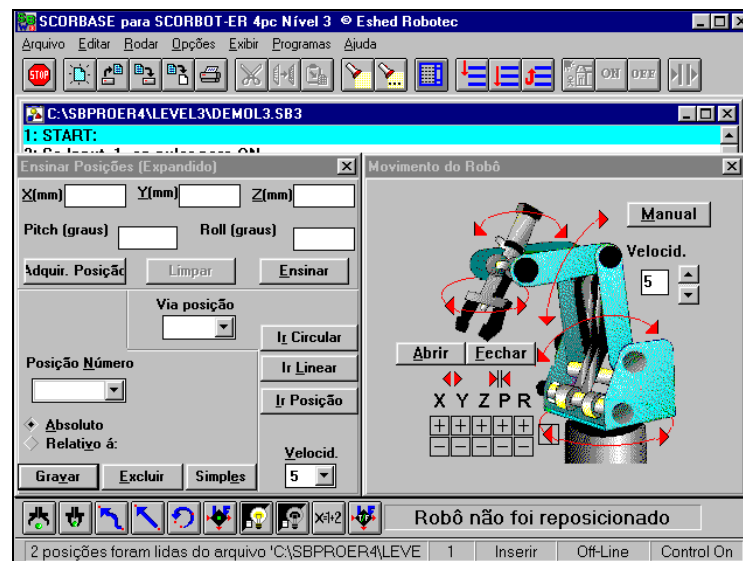 SCORBASE para SCORBOT-ER 4pc Nível 3 © Eshed Robotec
Arquivo Editar Rodar Opções Exibir Programas Ajuda
STOP
ON OFF
X=1+2
C:\SBPROER4\LEVEL3\DEMOL3.SB3
1: START:
Ensinar Posições (Expandido)
X(mm) Y(mm) Z(mm)
Pitch (graus) Roll (graus)
Adquir. Posição Limpar Ensinar
Via posição
Ir Circular
Posição Número
Ir Linear
Ir Posição
Absoluto
Relativo á:
Velocid.
Gravar Excluir Simples 5
Movimento do Robô
Manual
Velocid.
5
Abrir Fechar
X Y Z P R
+ + + + +
− − − − −
Robô não foi reposicionado
2 posições foram lidas do arquivo 'C:\SBPROER4\LEVE 1 Inserir Off-Line Control On